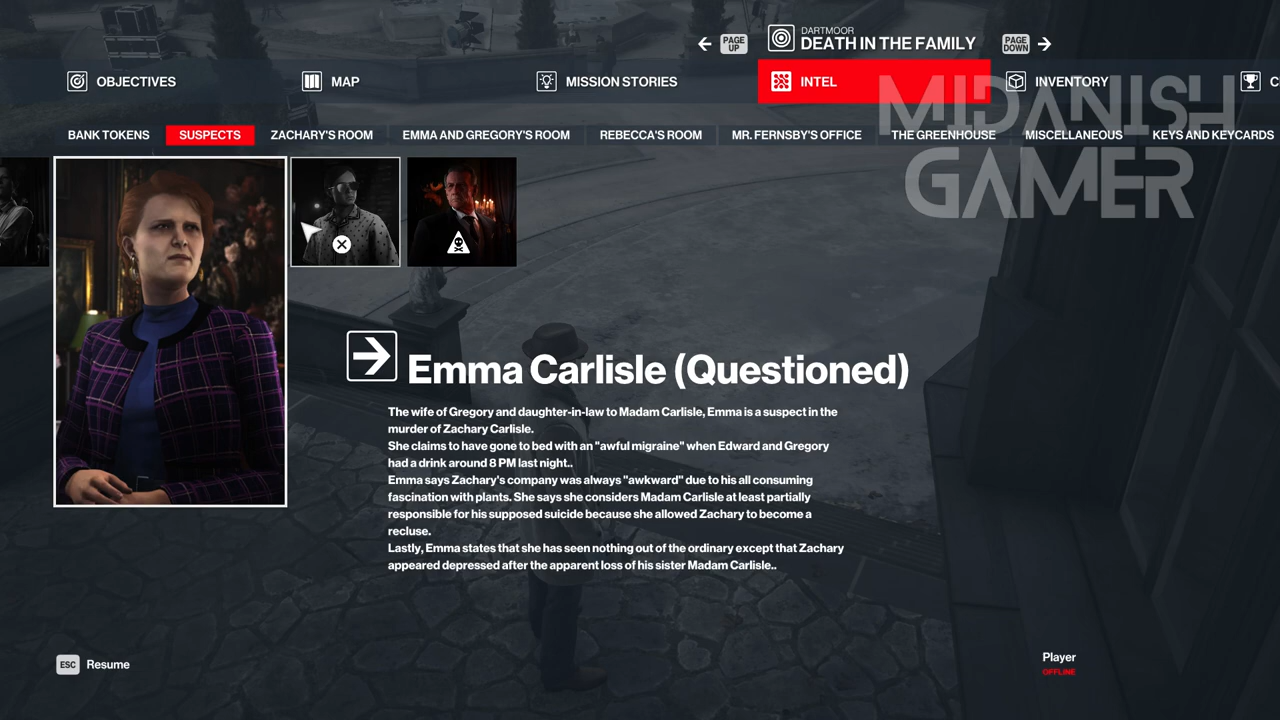 PAGE UP
DARTMOOR
DEATH IN THE FAMILY
PAGE DOWN
OBJECTIVES
MAP
MISSION STORIES
INTEL
INVENTORY
C
MIDANISH
GAMER
BANK TOKENS
SUSPECTS
ZACHARY'S ROOM
EMMA AND GREGORY'S ROOM
REBECCA'S ROOM
MR. FERNSBY'S OFFICE
THE GREENHOUSE
MISCELLANEOUS
KEYS AND KEYCARDS
Emma Carlisle (Questioned)
The wife of Gregory and daughter-in-law to Madam Carlisle, Emma is a suspect in the
murder of Zachary Carlisle.
She claims to have gone to bed with an "awful migraine" when Edward and Gregory
had a drink around 8 PM last night..
Emma says Zachary's company was always "awkward" due to his all consuming
fascination with plants. She says she considers Madam Carlisle at least partially
responsible for his supposed suicide because she allowed Zachary to become a
recluse.
Lastly, Emma states that she has seen nothing out of the ordinary except that Zachary
appeared depressed after the apparent loss of his sister Madam Carlisle..
ESC Resume
Player
OFFLINE